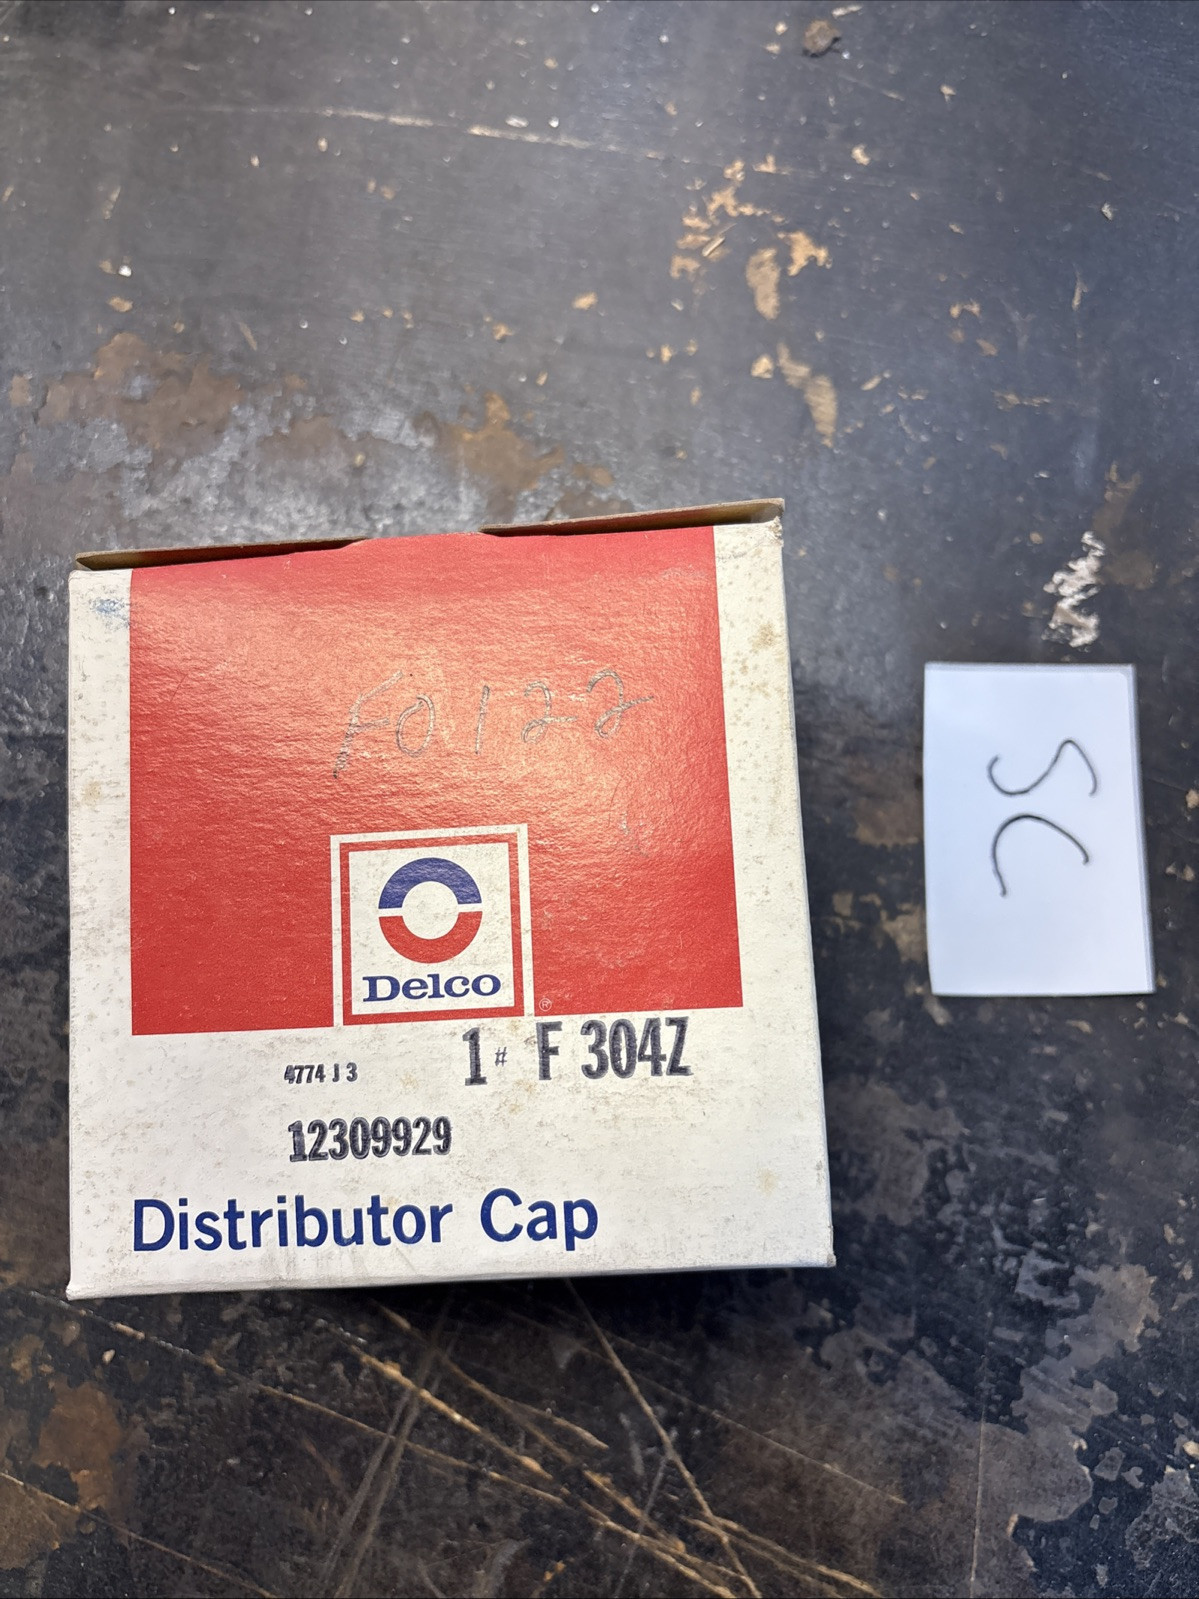 F0122
Delco
®
1# F 304Z
4774 J 3
12309929
Distributor Cap
SC